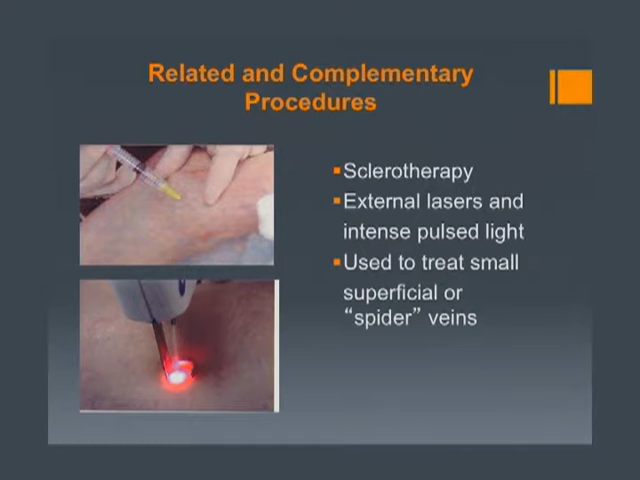 Related and Complementary
Procedures
▪Sclerotherapy
▪External lasers and
intense pulsed light
▪Used to treat small
superficial or
“spider” veins